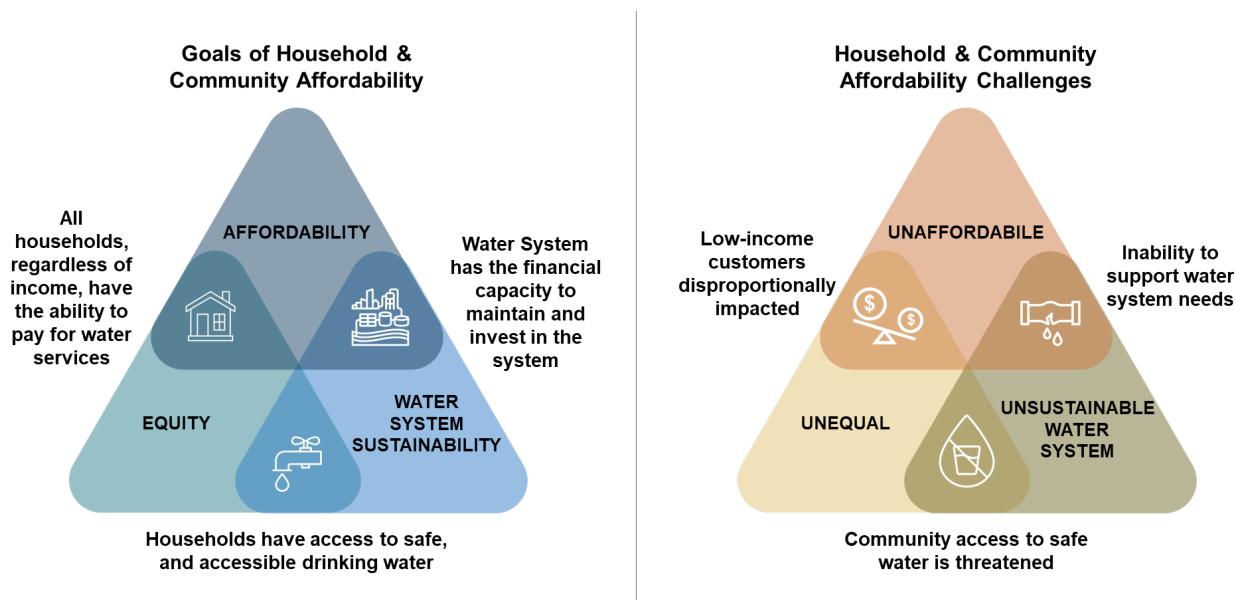 Goals of Household &
Community Affordability
All
households,
regardless of
income, have
the ability to
pay for water
services
AFFORDABILITY
Water System
has the financial
capacity to
maintain and
invest in the
system
EQUITY
WATER
SYSTEM
SUSTAINABILITY
Households have access to safe,
and accessible drinking water
Household & Community
Affordability Challenges
Low-income
customers
disproportionally
impacted
UNAFFORDABILE
Inability to
support water
system needs
$
$
UNEQUAL
UNSUSTAINABLE
WATER
SYSTEM
Community access to safe
water is threatened